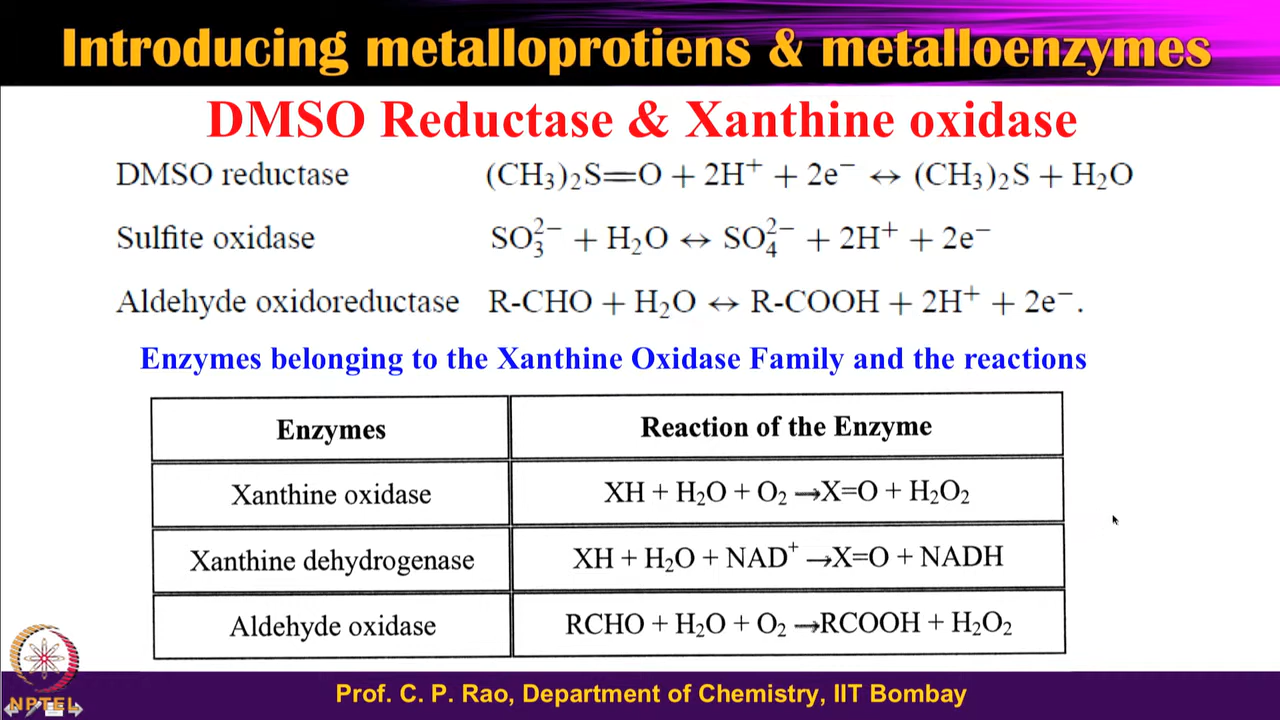 Introducing metalloprotiens & metalloenzymes
DMSO Reductase & Xanthine oxidase
DMSO reductase (CH₃)₂S=O + 2H⁺ + 2e⁻ ↔ (CH₃)₂S + H₂O
Sulfite oxidase SO₃²⁻ + H₂O ↔ SO₄²⁻ + 2H⁺ + 2e⁻
Aldehyde oxidoreductase R-CHO + H₂O ↔ R-COOH + 2H⁺ + 2e⁻.
Enzymes belonging to the Xanthine Oxidase Family and the reactions
Enzymes Reaction of the Enzyme
Xanthine oxidase XH + H₂O + O₂ →X=O + H₂O₂
Xanthine dehydrogenase XH + H₂O + NAD⁺ →X=O + NADH
Aldehyde oxidase RCHO + H₂O + O₂ →RCOOH + H₂O₂
NPTEL
Prof. C. P. Rao, Department of Chemistry, IIT Bombay